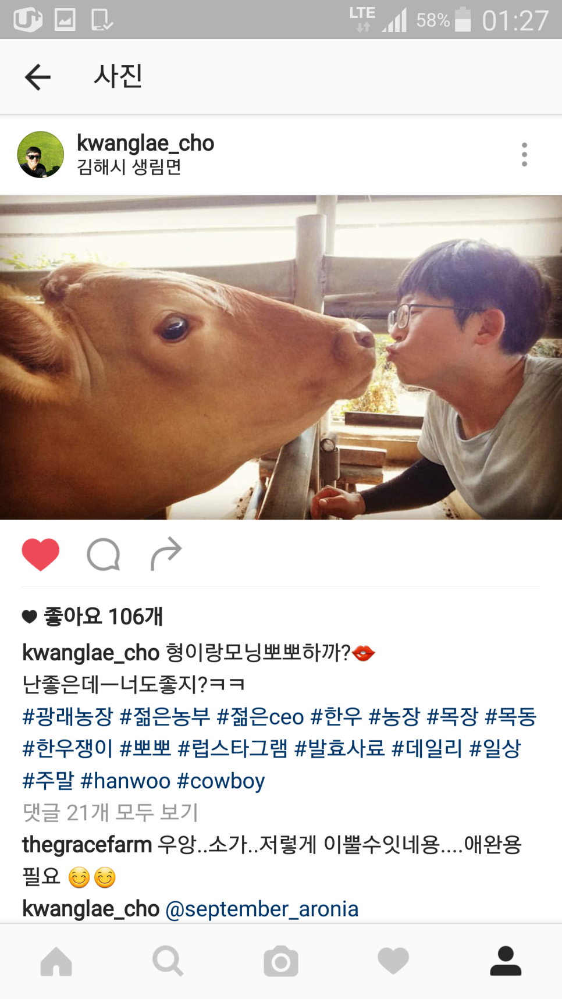 LTE 58% 01:27
사진
kwanglae_cho
김해시 생림면
좋아요 106개
kwanglae_cho 형이랑모닝뽀뽀하까?💋
난좋은데ㅡ너도좋지?ㅋㅋ
#광래농장 #젊은농부 #젊은ceo #한우 #농장 #목장 #목동
#한우쟁이 #뽀뽀 #럽스타그램 #발효사료 #데일리 #일상
#주말 #hanwoo #cowboy
댓글 21개 모두 보기
thegracefarm 우앙..소가..저렇게 이뿔수잇네용....애완용
필요 😊😊
kwanglae_cho @september_aronia